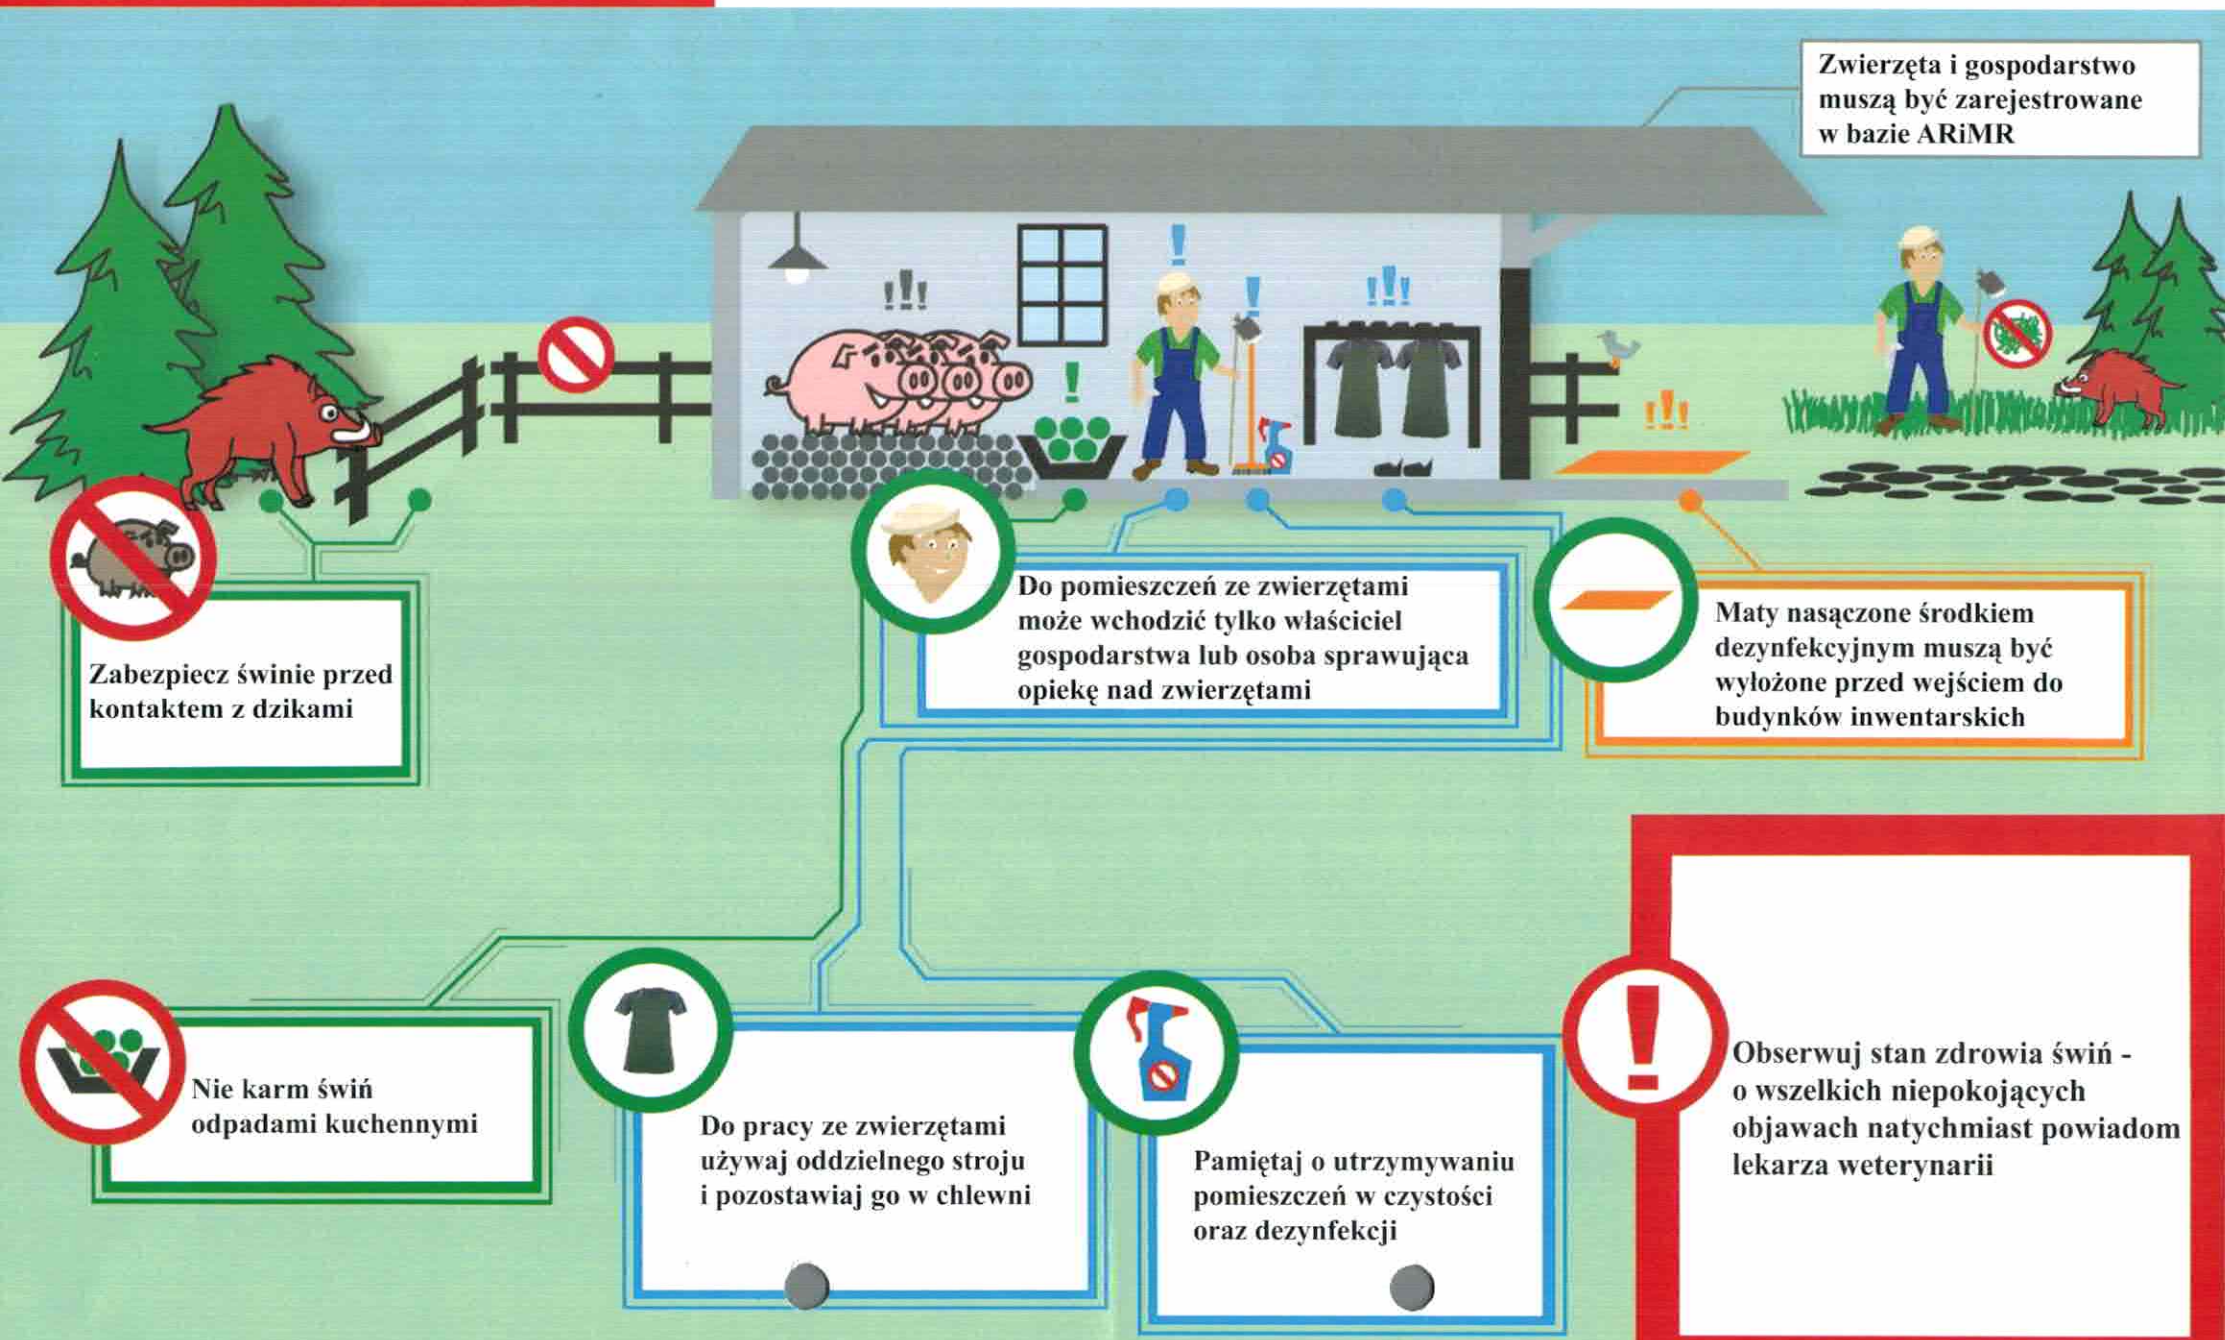 Zwierzęta i gospodarstwo
muszą być zarejestrowane
w bazie ARiMR
Zabezpiecz świnie przed
kontaktem z dzikami
Do pomieszczeń ze zwierzętami
może wchodzić tylko właściciel
gospodarstwa lub osoba sprawująca
opiekę nad zwierzętami
Maty nasączone środkiem
dezynfekcyjnym muszą być
wyłożone przed wejściem do
budynków inwentarskich
Nie karm świń
odpadami kuchennymi
Do pracy ze zwierzętami
używaj oddzielnego stroju
i pozostawiaj go w chlewni
Pamiętaj o utrzymywaniu
pomieszczeń w czystości
oraz dezynfekcji
Obserwuj stan zdrowia świń -
o wszelkich niepokojących
objawach natychmiast powiadom
lekarza weterynarii